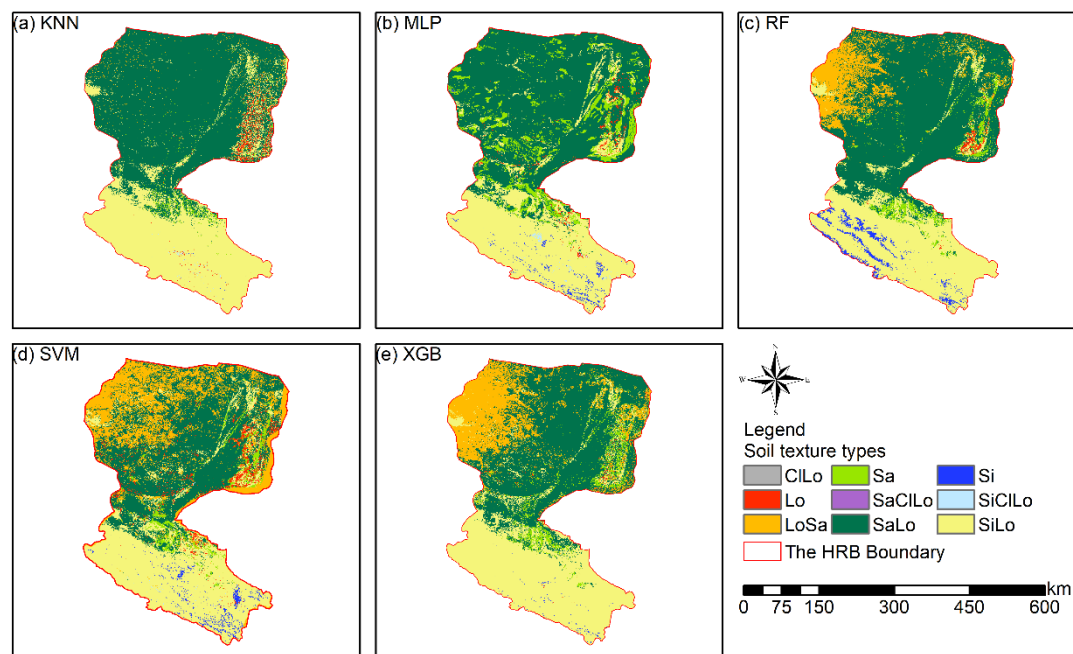 (a) KNN
(b) MLP
(c) RF
(d) SVM
(e) XGB
N
W
E
S
Legend
Soil texture types
ClLo Sa Si
Lo SaClLo SiClLo
LoSa SaLo SiLo
The HRB Boundary
km
0 75 150 300 450 600